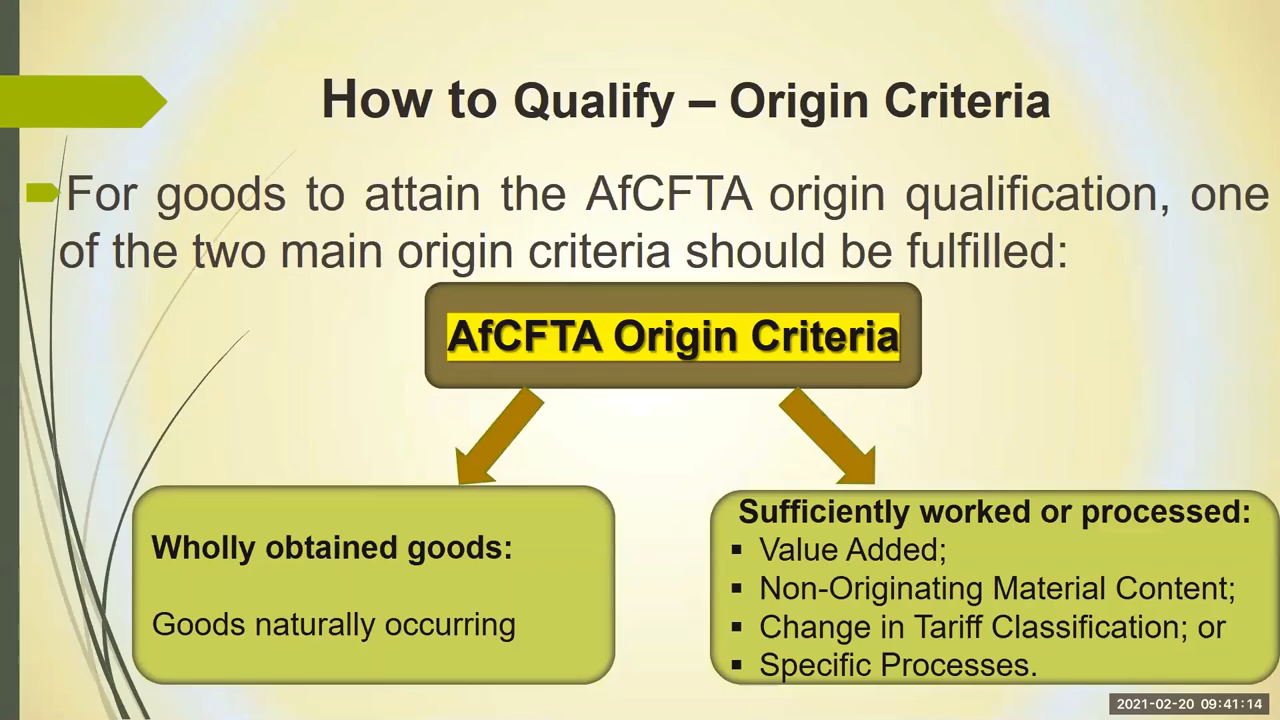 How to Qualify – Origin Criteria
For goods to attain the AfCFTA origin qualification, one
of the two main origin criteria should be fulfilled:
AfCFTA Origin Criteria
Wholly obtained goods:
Goods naturally occurring
Sufficiently worked or processed:
▪ Value Added;
▪ Non-Originating Material Content;
▪ Change in Tariff Classification; or
▪ Specific Processes.
2021-02-20 09:41:14